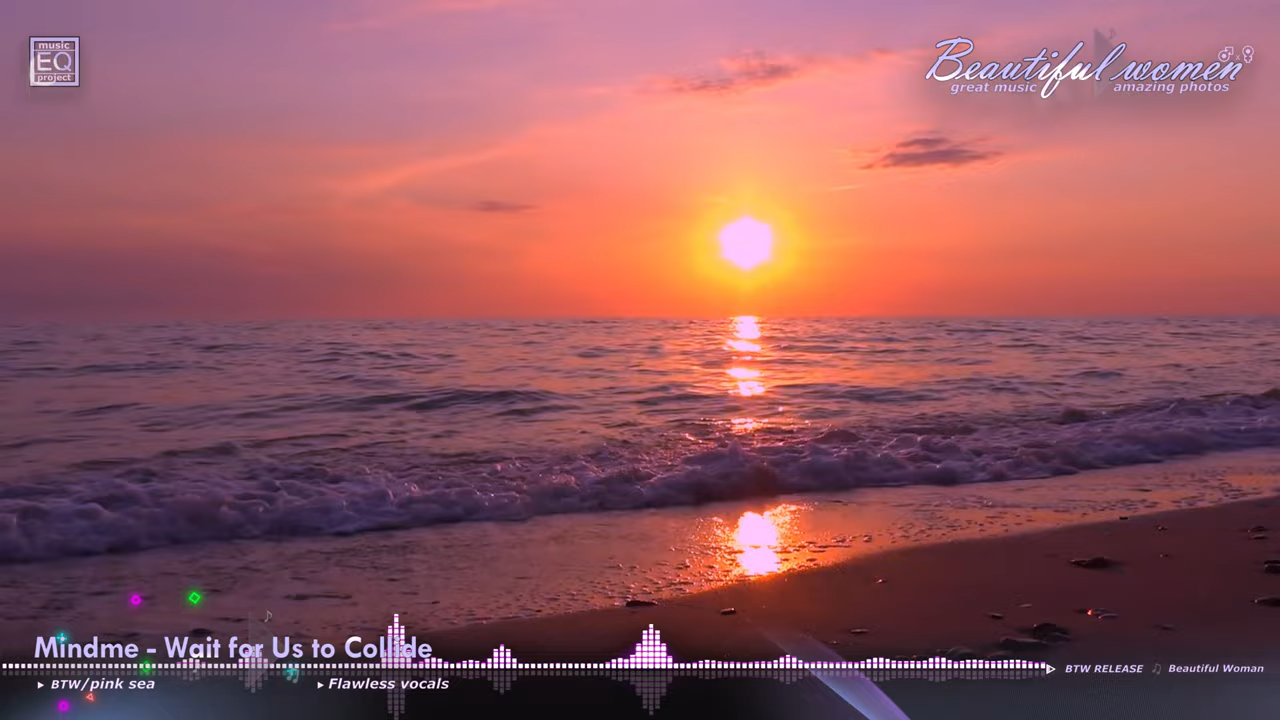 music
EQ
project
Beautiful women
great music amazing photos
Mindme - Wait for Us to Collide
BTW RELEASE Beautiful Woman
BTW/pink sea Flawless vocals